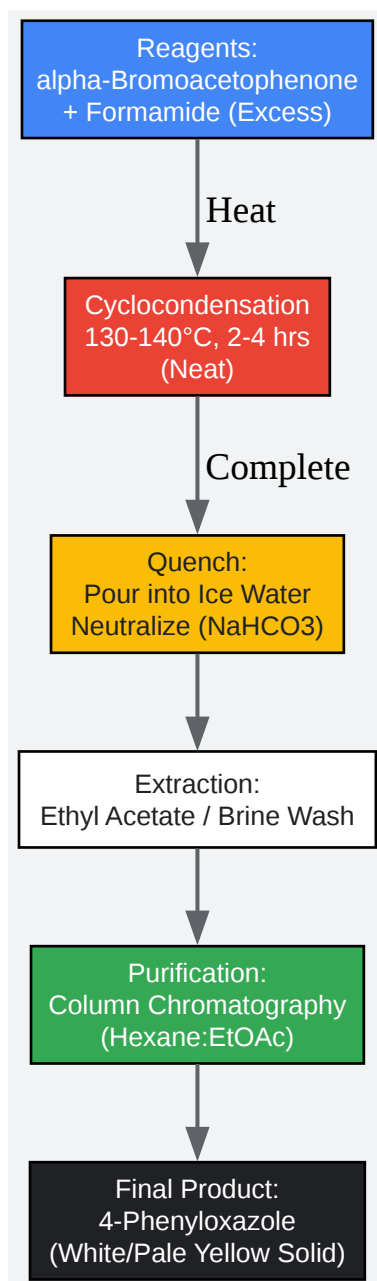 Reagents:
alpha-Bromoacetophenone
+ Formamide (Excess)
Heat
Cyclocondensation
130-140°C, 2-4 hrs
(Neat)
Complete
Quench:
Pour into Ice Water
Neutralize (NaHCO3)
Extraction:
Ethyl Acetate / Brine Wash
Purification:
Column Chromatography
(Hexane:EtOAc)
Final Product:
4-Phenyloxazole
(White/Pale Yellow Solid)